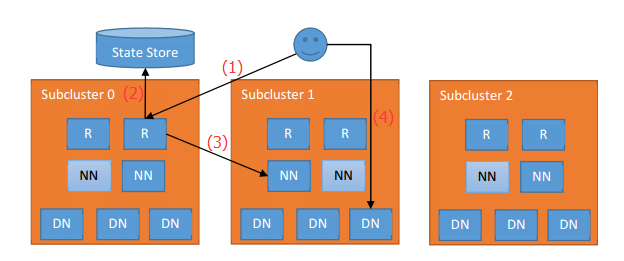 State Store
(1)
Subcluster 0
(2)
Subcluster 1
(4)
Subcluster 2
R R
(3)
R R
R R
NN NN
NN NN
NN NN
DN DN DN
DN DN DN
DN DN DN